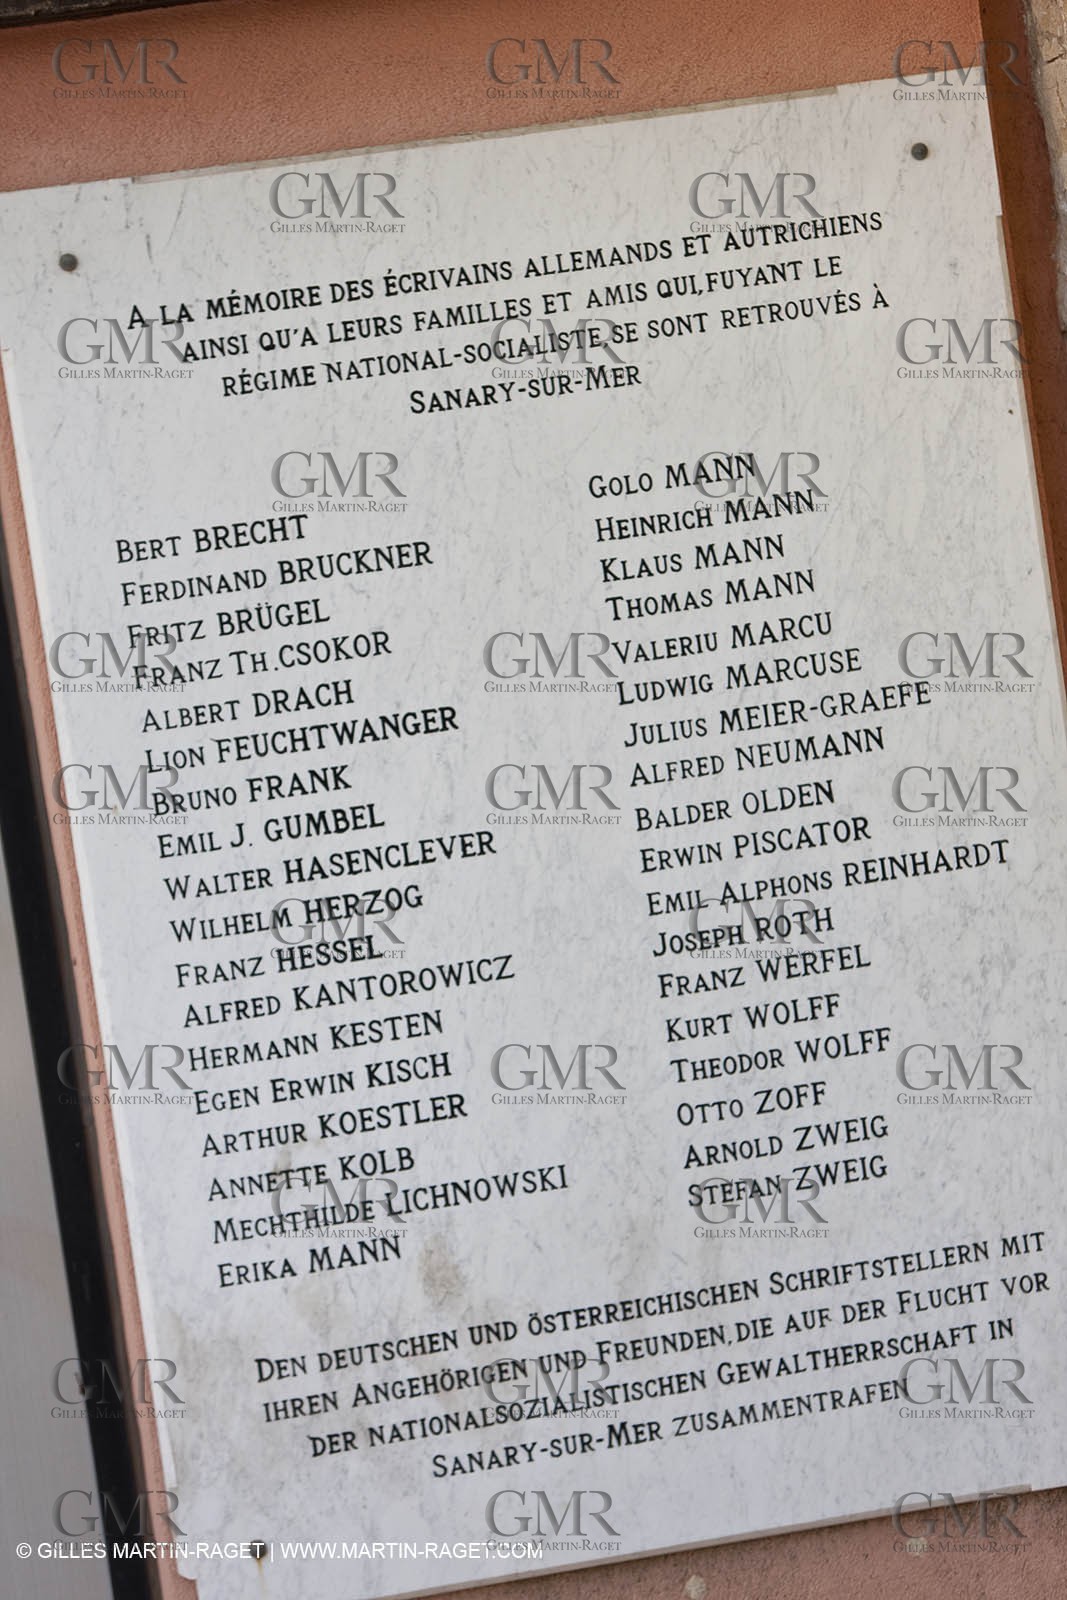 A LA MÉMOIRE DES ÉCRIVAINS ALLEMANDS ET AUTRICHIENS
AINSI QU'A LEURS FAMILLES ET AMIS QUI, FUYANT LE
RÉGIME NATIONAL-SOCIALISTE, SE SONT RETROUVÉS À
SANARY-SUR-MER
BERT BRECHT
FERDINAND BRUCKNER
FRITZ BRÜGEL
FRANZ TH. CSOKOR
ALBERT DRACH
LION FEUCHTWANGER
BRUNO FRANK
EMIL J. GUMBEL
WALTER HASENCLEVER
WILHELM HERZOG
FRANZ HESSEL
ALFRED KANTOROWICZ
HERMANN KESTEN
EGEN ERWIN KISCH
ARTHUR KOESTLER
ANNETTE KOLB
MECHTHILDE LICHNOWSKI
ERIKA MANN
GOLO MANN
HEINRICH MANN
KLAUS MANN
THOMAS MANN
VALERIU MARCU
LUDWIG MARCUSE
JULIUS MEIER-GRAEFE
ALFRED NEUMANN
BALDER OLDEN
ERWIN PISCATOR
EMIL ALPHONS REINHARDT
JOSEPH ROTH
FRANZ WERFEL
KURT WOLFF
THEODOR WOLFF
OTTO ZOFF
ARNOLD ZWEIG
STEFAN ZWEIG
DEN DEUTSCHEN UND ÖSTERREICHISCHEN SCHRIFTSTELLERN MIT
IHREN ANGEHÖRIGEN UND FREUNDEN, DIE AUF DER FLUCHT VOR
DER NATIONALSOZIALISTISCHEN GEWALTHERRSCHAFT IN
SANARY-SUR-MER ZUSAMMENTRAFEN
GMR
GILLES MARTIN-RAGET
© GILLES MARTIN-RAGET | WWW.MARTIN-RAGET.COM